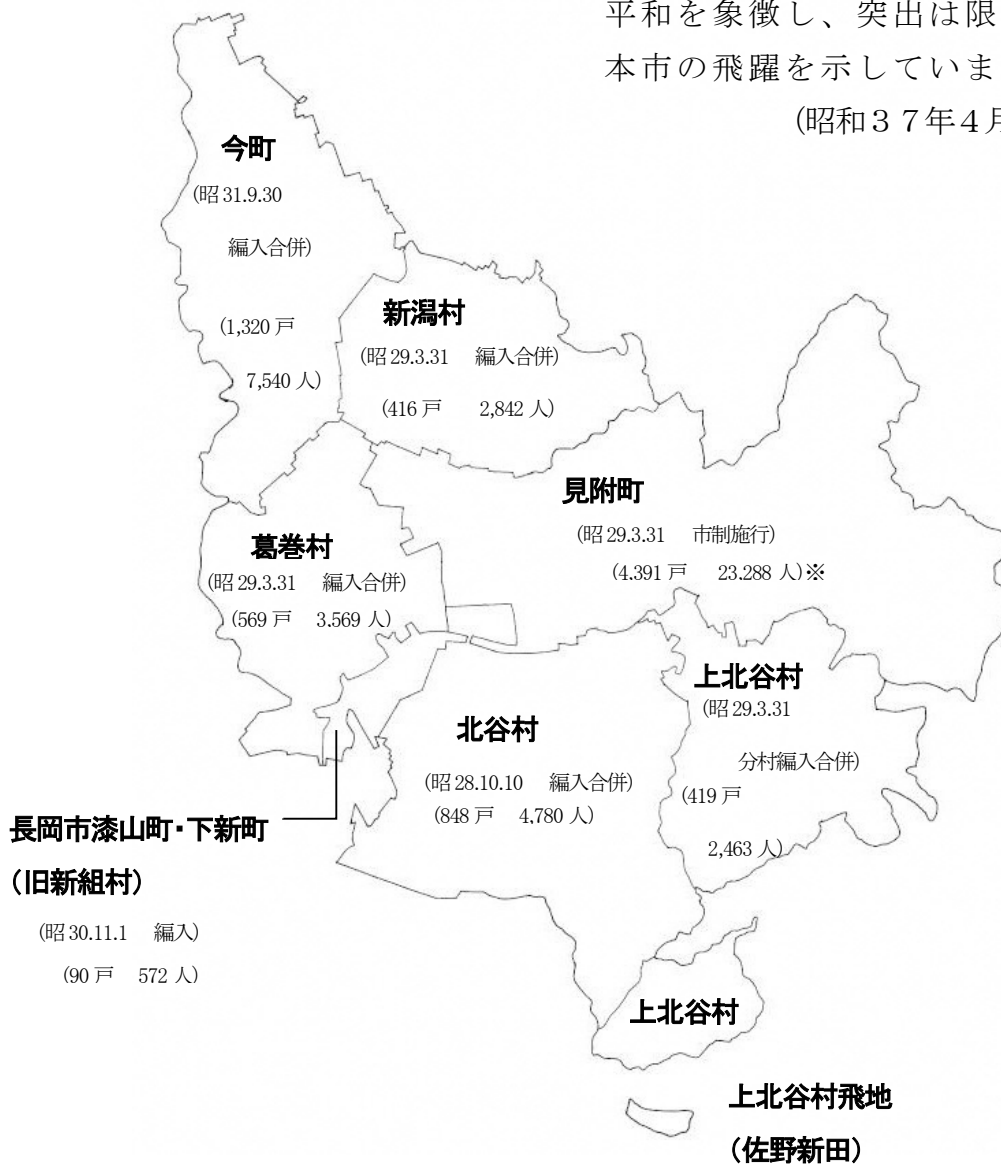 平和を象徴し、突出は限
本市の飛躍を示していま
(昭和３７年４月
今町
(昭 31.9.30
編入合併)
(1,320 戸
7,540 人)
新潟村
(昭 29.3.31 編入合併)
(416 戸 2,842 人)
見附町
(昭 29.3.31 市制施行)
(4.391 戸 23.288 人)※
葛巻村
(昭 29.3.31 編入合併)
(569 戸 3.569 人)
上北谷村
(昭 29.3.31
分村編入合併)
(419 戸
2,463 人)
北谷村
(昭 28.10.10 編入合併)
(848 戸 4,780 人)
長岡市漆山町・下新町
（旧新組村）
(昭 30.11.1 編入)
(90 戸 572 人)
上北谷村
上北谷村飛地
（佐野新田）